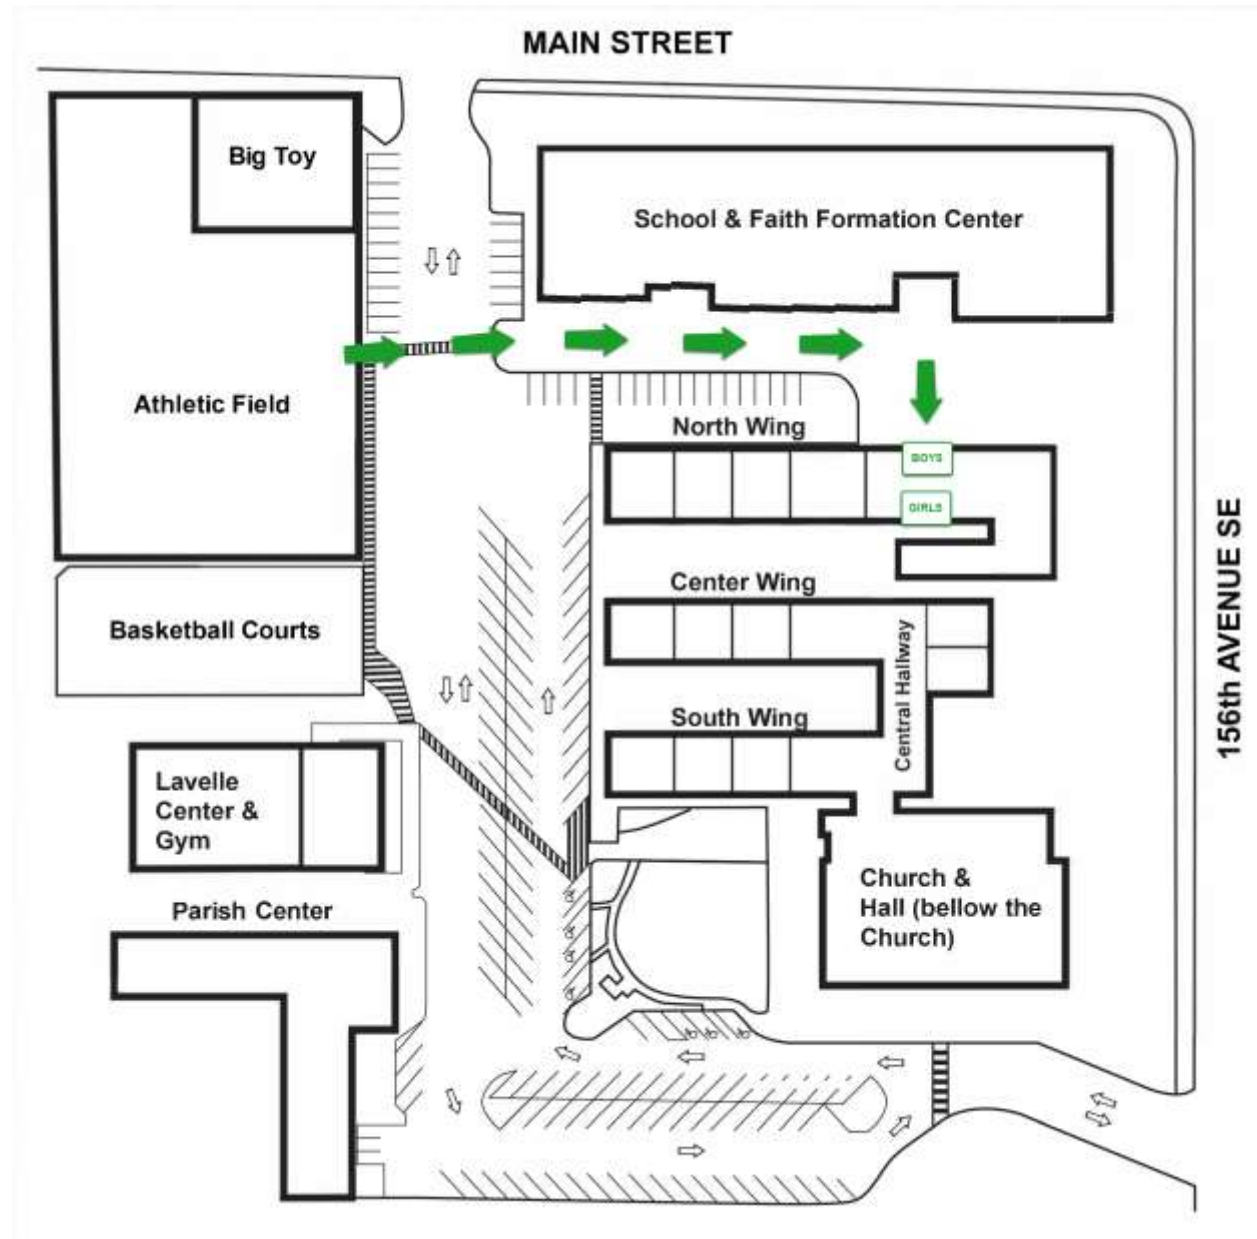 MAIN STREET
Big Toy
School & Faith Formation Center
Athletic Field
North Wing
BOYS
GIRLS
Center Wing
Basketball Courts
Central Hallway
156th AVENUE SE
South Wing
Lavelle
Center &
Gym
Church &
Hall (bellow the
Church)
Parish Center